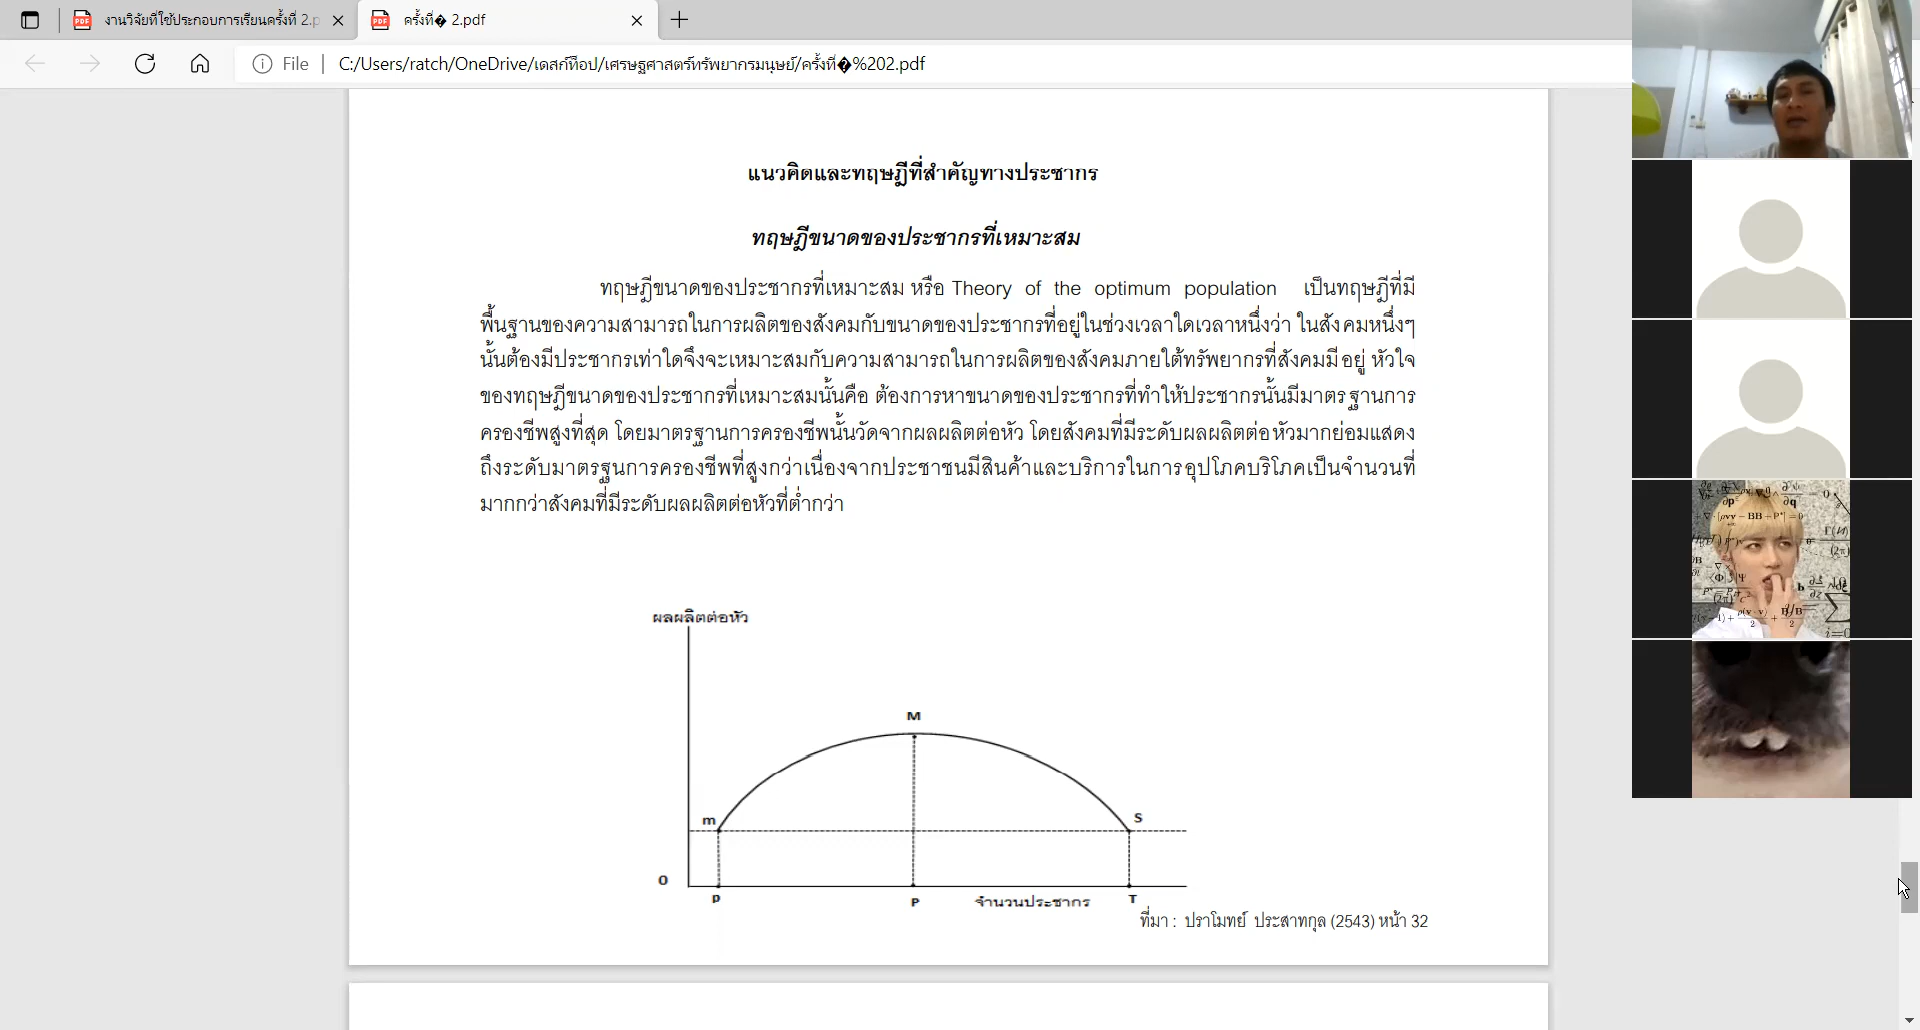 งานวิจัยที่ใช้ประกอบการเรียนครั้งที่ 2.p
ครั้งที่� 2.pdf
File
C:/Users/ratch/OneDrive/เดสก์ท็อป/เศรษฐศาสตร์ทรัพยากรมนุษย์/ครั้งที่�%202.pdf
แนวคิดและทฤษฎีที่สำคัญทางประชากร
ทฤษฎีขนาดของประชากรที่เหมาะสม
ทฤษฎีขนาดของประชากรที่เหมาะสม หรือ Theory of the optimum population เป็นทฤษฎีที่มี
พื้นฐานของความสามารถในการผลิตของสังคมกับขนาดของประชากรที่อยู่ในช่วงเวลาใดเวลาหนึ่งว่า ในสังคมหนึ่งๆ
นั้นต้องมีประชากรเท่าใดจึงจะเหมาะสมกับความสามารถในการผลิตของสังคมภายใต้ทรัพยากรที่สังคมมีอยู่ หัวใจ
ของทฤษฎีขนาดของประชากรที่เหมาะสมนั้นคือ ต้องการหาขนาดของประชากรที่ทำให้ประชากรนั้นมีมาตรฐานการ
ครองชีพสูงที่สุด โดยมาตรฐานการครองชีพนั้นวัดจากผลผลิตต่อหัว โดยสังคมที่มีระดับผลผลิตต่อหัวมากย่อมแสดง
ถึงระดับมาตรฐนการครองชีพที่สูงกว่าเนื่องจากประชาชนมีสินค้าและบริการในการอุปโภคบริโภคเป็นจำนวนที่
มากกว่าสังคมที่มีระดับผลผลิตต่อหัวที่ต่ำกว่า
ผลผลิตต่อหัว
M
m
S
0
p
P
จำนวนประชากร
T
ที่มา : ปราโมทย์ ประสาทกุล (2543) หน้า 32